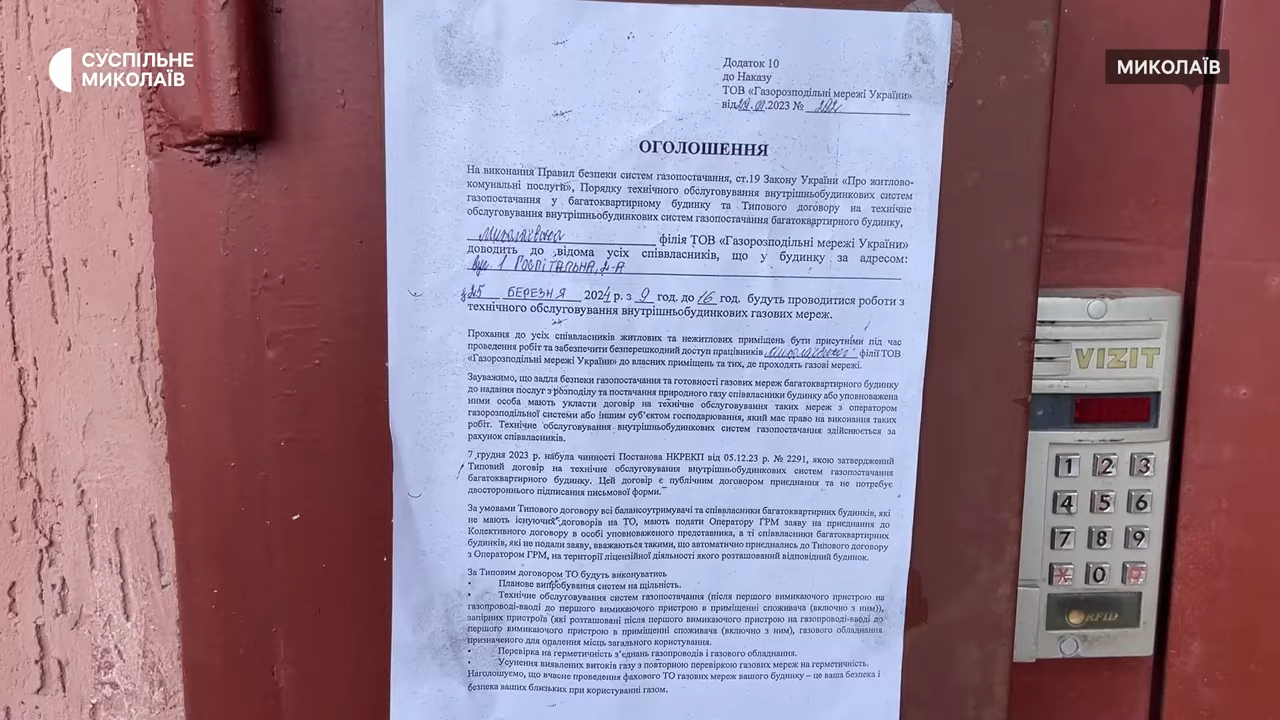 СУСПІЛЬНЕ
МИКОЛАЇВ
МИКОЛАЇВ
Додаток 10
до Наказу
ТОВ «Газорозподільні мережі України»
від .2023 №
ОГОЛОШЕННЯ
На виконання Правил безпеки систем газопостачання, ст.19 Закону України «Про житлово-
комунальні послуги», Порядку технічного обслуговування внутрішньобудинкових систем
газопостачання у багатоквартирному будинку та Типового договору на технічне
обслуговування внутрішньобудинкових систем газопостачання багатоквартирного будинку,
Миколаївська філія ТОВ «Газорозподільні мережі України»
доводить до відома усіх співвласників, що у будинку за адресом:
вул. 1 ГОСПІТАЛЬНА, 2-А
25 БЕРЕЗНЯ 2024 р. з 9 год. до 16 год. будуть проводитися роботи з
технічного обслуговування внутрішньобудинкових газових мереж.
Прохання до усіх співвласників житлових та нежитлових приміщень бути присутніми під час
проведення робіт та забезпечити безперешкодний доступ працівників філії ТОВ
«Газорозподільні мережі України» до власних приміщень та тих, де проходять газові мережі.
Зауважимо, що задля безпеки газопостачання та готовності газових мереж багатоквартирного будинку
до надання послуг з розподілу та постачання природного газу співвласники будинку або уповноважена
ними особа мають укласти договір на технічне обслуговування таких мереж з оператором
газорозподільної системи або іншим суб’єктом господарювання, який має право на виконання таких
робіт. Технічне обслуговування внутрішньобудинкових систем газопостачання здійснюється за
рахунок співвласників.
7 грудня 2023 р. набула чинності Постанова НКРЕКП від 05.12.23 р. № 2291, якою затверджений
Типовий договір на технічне обслуговування внутрішньобудинкових систем газопостачання
багатоквартирного будинку. Цей договір є публічним договором приєднання та не потребує
двостороннього підписання письмової форми.
За умовами Типового договору всі балансоутримувачі та співвласники багатоквартирних будинків, які
не мають існуючих договорів на ТО, мають подати Оператору ГРМ заяву на приєднання до
Колективного договору в особі уповноваженого представника, а ті співвласники багатоквартирних
будинків, які не подали заяву, вважаються такими, що автоматично приєднались до Типового договору
з Оператором ГРМ, на території ліцензійної діяльності якого розташований відповідний будинок.
За Типовим договором ТО будуть виконуватись
• Планове випробування систем на щільність.
• Технічне обслуговування систем газопостачання (після першого вимикаючого пристрою на
газопроводі-вводі до першого вимикаючого пристрою в приміщенні споживача (включно з ним)),
запірних пристроїв (які розташовані після першого вимикаючого пристрою на газопроводі-вводі до
першого вимикаючого пристрою в приміщенні споживача (включно з ним), газового обладнання
призначеного для опалення місць загального користування.
• Перевірка на герметичність з’єднань газопроводів і газового обладнання.
• Усунення виявлених витоків газу з повторною перевіркою газових мереж на герметичність.
Наголошуємо, що вчасне проведення фахового ТО газових мереж вашого будинку – це ваша безпека і
безпека ваших близьких при користуванні газом.
VIZIT
1 2 3
4 5 6
7 8 9
* 0
RFID